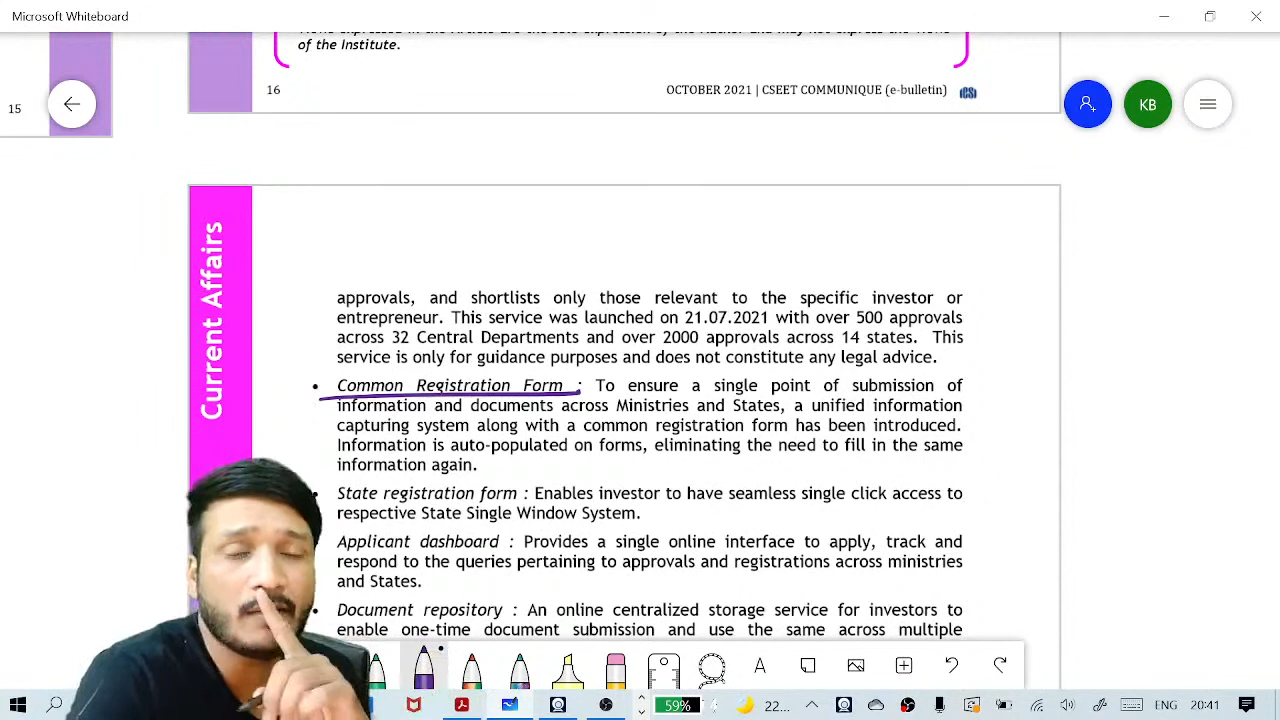 Microsoft Whiteboard
of the Institute.
16
OCTOBER 2021 | CSEET COMMUNIQUE (e-bulletin)
15
KB
Current Affairs
approvals, and shortlists only those relevant to the specific investor or
entrepreneur. This service was launched on 21.07.2021 with over 500 approvals
across 32 Central Departments and over 2000 approvals across 14 states. This
service is only for guidance purposes and does not constitute any legal advice.
• Common Registration Form : To ensure a single point of submission of
information and documents across Ministries and States, a unified information
capturing system along with a common registration form has been introduced.
Information is auto-populated on forms, eliminating the need to fill in the same
information again.
State registration form : Enables investor to have seamless single click access to
respective State Single Window System.
Applicant dashboard : Provides a single online interface to apply, track and
respond to the queries pertaining to approvals and registrations across ministries
and States.
Document repository : An online centralized storage service for investors to
enable one-time document submission and use the same across multiple
59%
22...
ENG
20:41